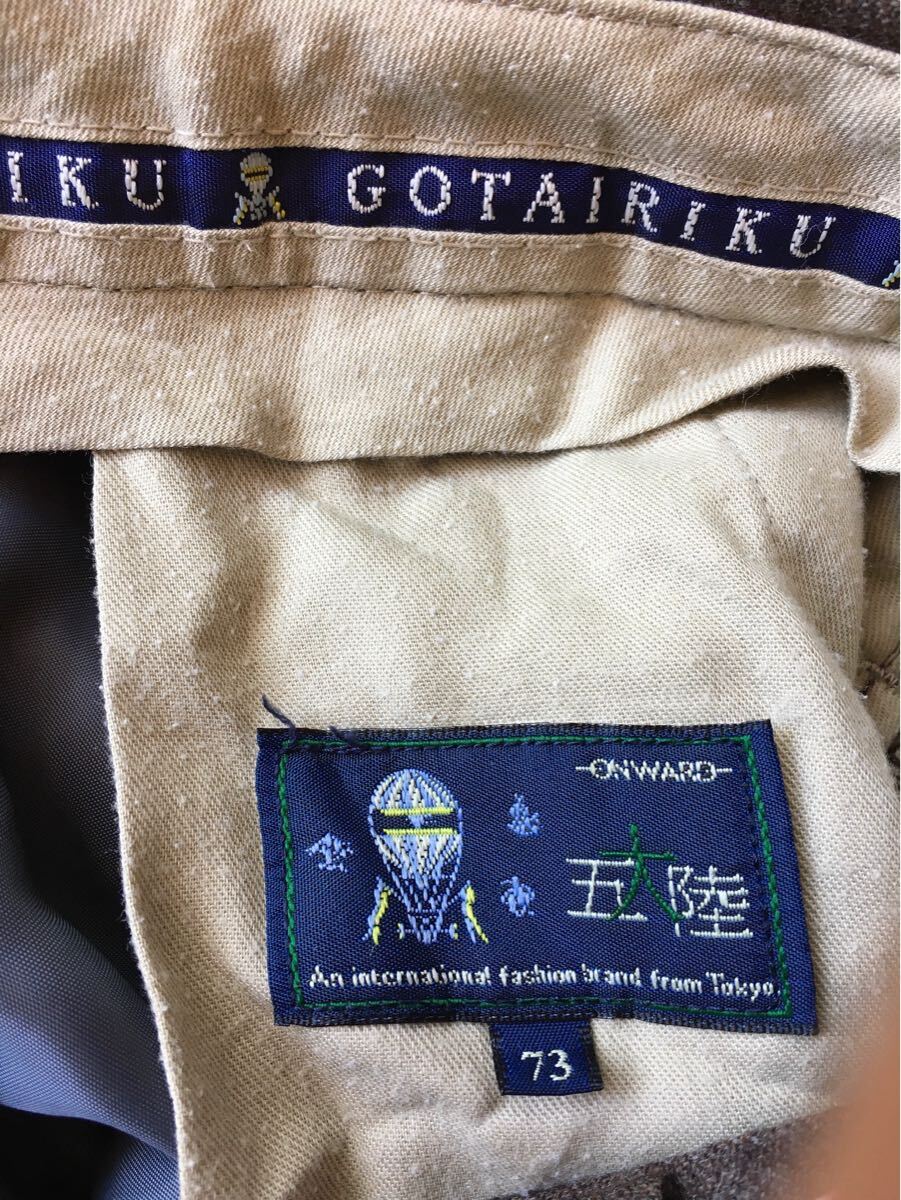 IKU GOTAIRIKU
ONWARD
五大陸
An international fashion brand from Tokyo.
73